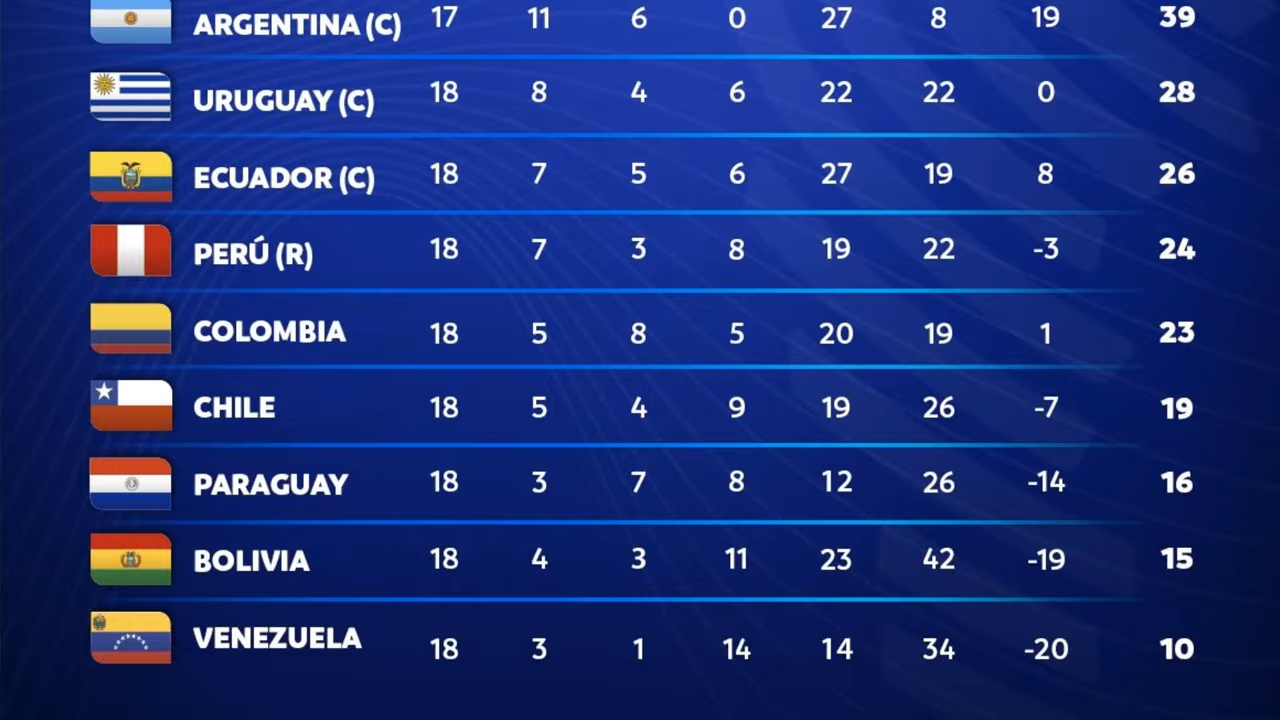 ARGENTINA (C) 17 11 6 0 27 8 19 39
URUGUAY (C) 18 8 4 6 22 22 0 28
ECUADOR (C) 18 7 5 6 27 19 8 26
PERÚ (R) 18 7 3 8 19 22 -3 24
COLOMBIA 18 5 8 5 20 19 1 23
CHILE 18 5 4 9 19 26 -7 19
PARAGUAY 18 3 7 8 12 26 -14 16
BOLIVIA 18 4 3 11 23 42 -19 15
VENEZUELA 18 3 1 14 14 34 -20 10